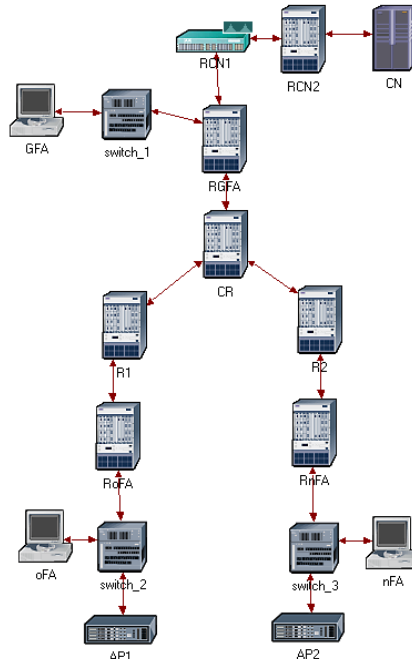 RCN1
RCN2
CN
GFA
switch_1
RGFA
CR
R1
R2
RoFA
RnFA
oFA
switch_2
switch_3
nFA
AP1
AP2